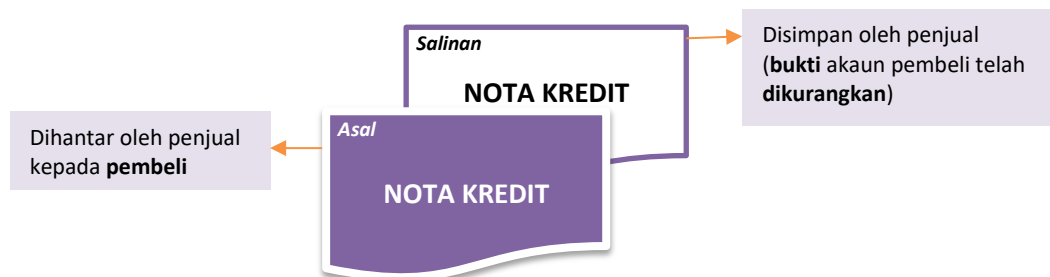 Salinan
NOTA KREDIT
Disimpan oleh penjual
(bukti akaun pembeli telah
dikurangkan)
Dihantar oleh penjual
kepada pembeli
Asal
NOTA KREDIT